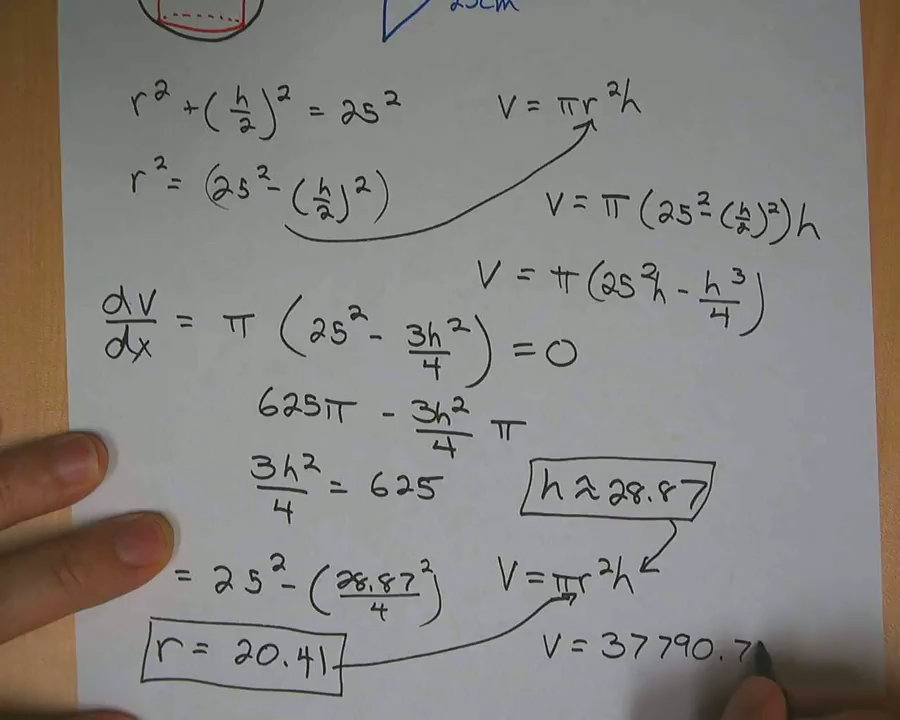 25cm
r² + (h/2)² = 25²
V = πr²h
r² = (25² - (h/2)²)
V = π(25² - (h/2)²)h
V = π(25²h - h³/4)
dV/dx = π(25² - 3h²/4) = 0
625π - 3h²/4 π
3h²/4 = 625
h ≈ 28.87
= 25² - (28.87²/4)
V = πr²h
r = 20.41
V = 37790.7